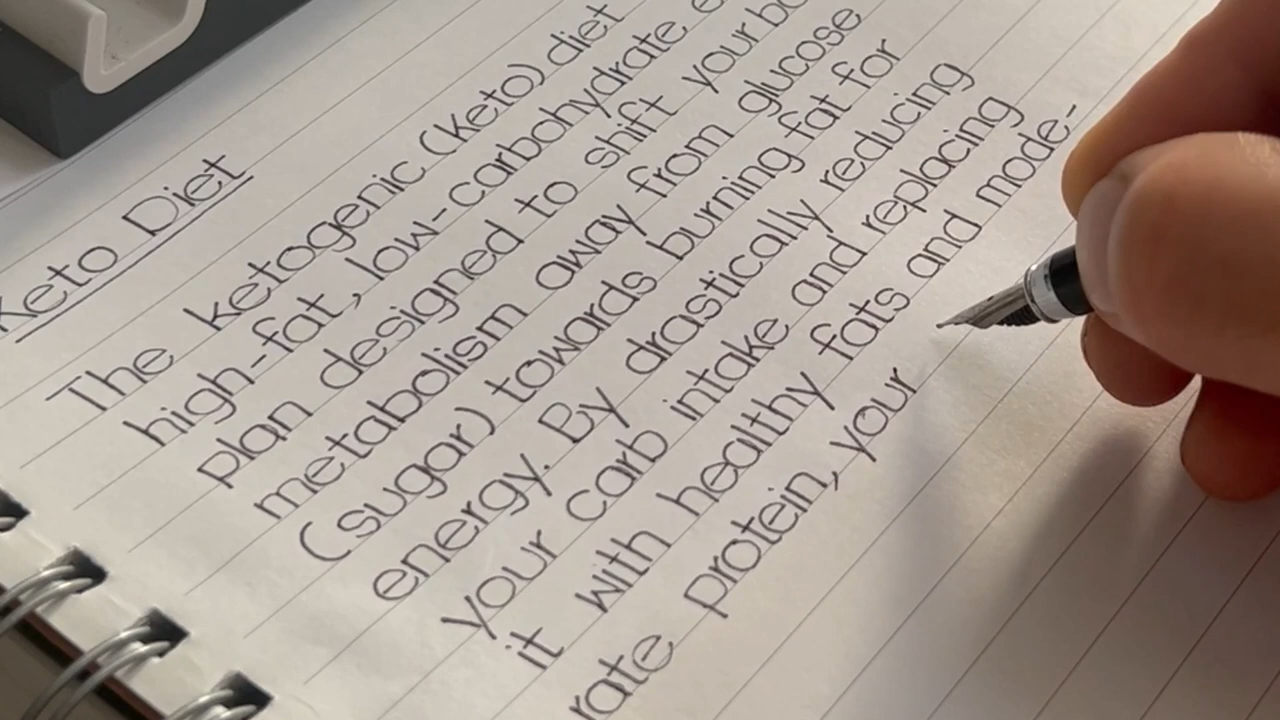 Keto Diet
The ketogenic (Keto) diet
high-fat, low-carbohydrate
plan designed to shift your
metabolism away from glucose
(sugar) towards burning fat for
energy. By drastically reducing
your carb intake and replacing
it with healthy fats and mode-
rate protein, your